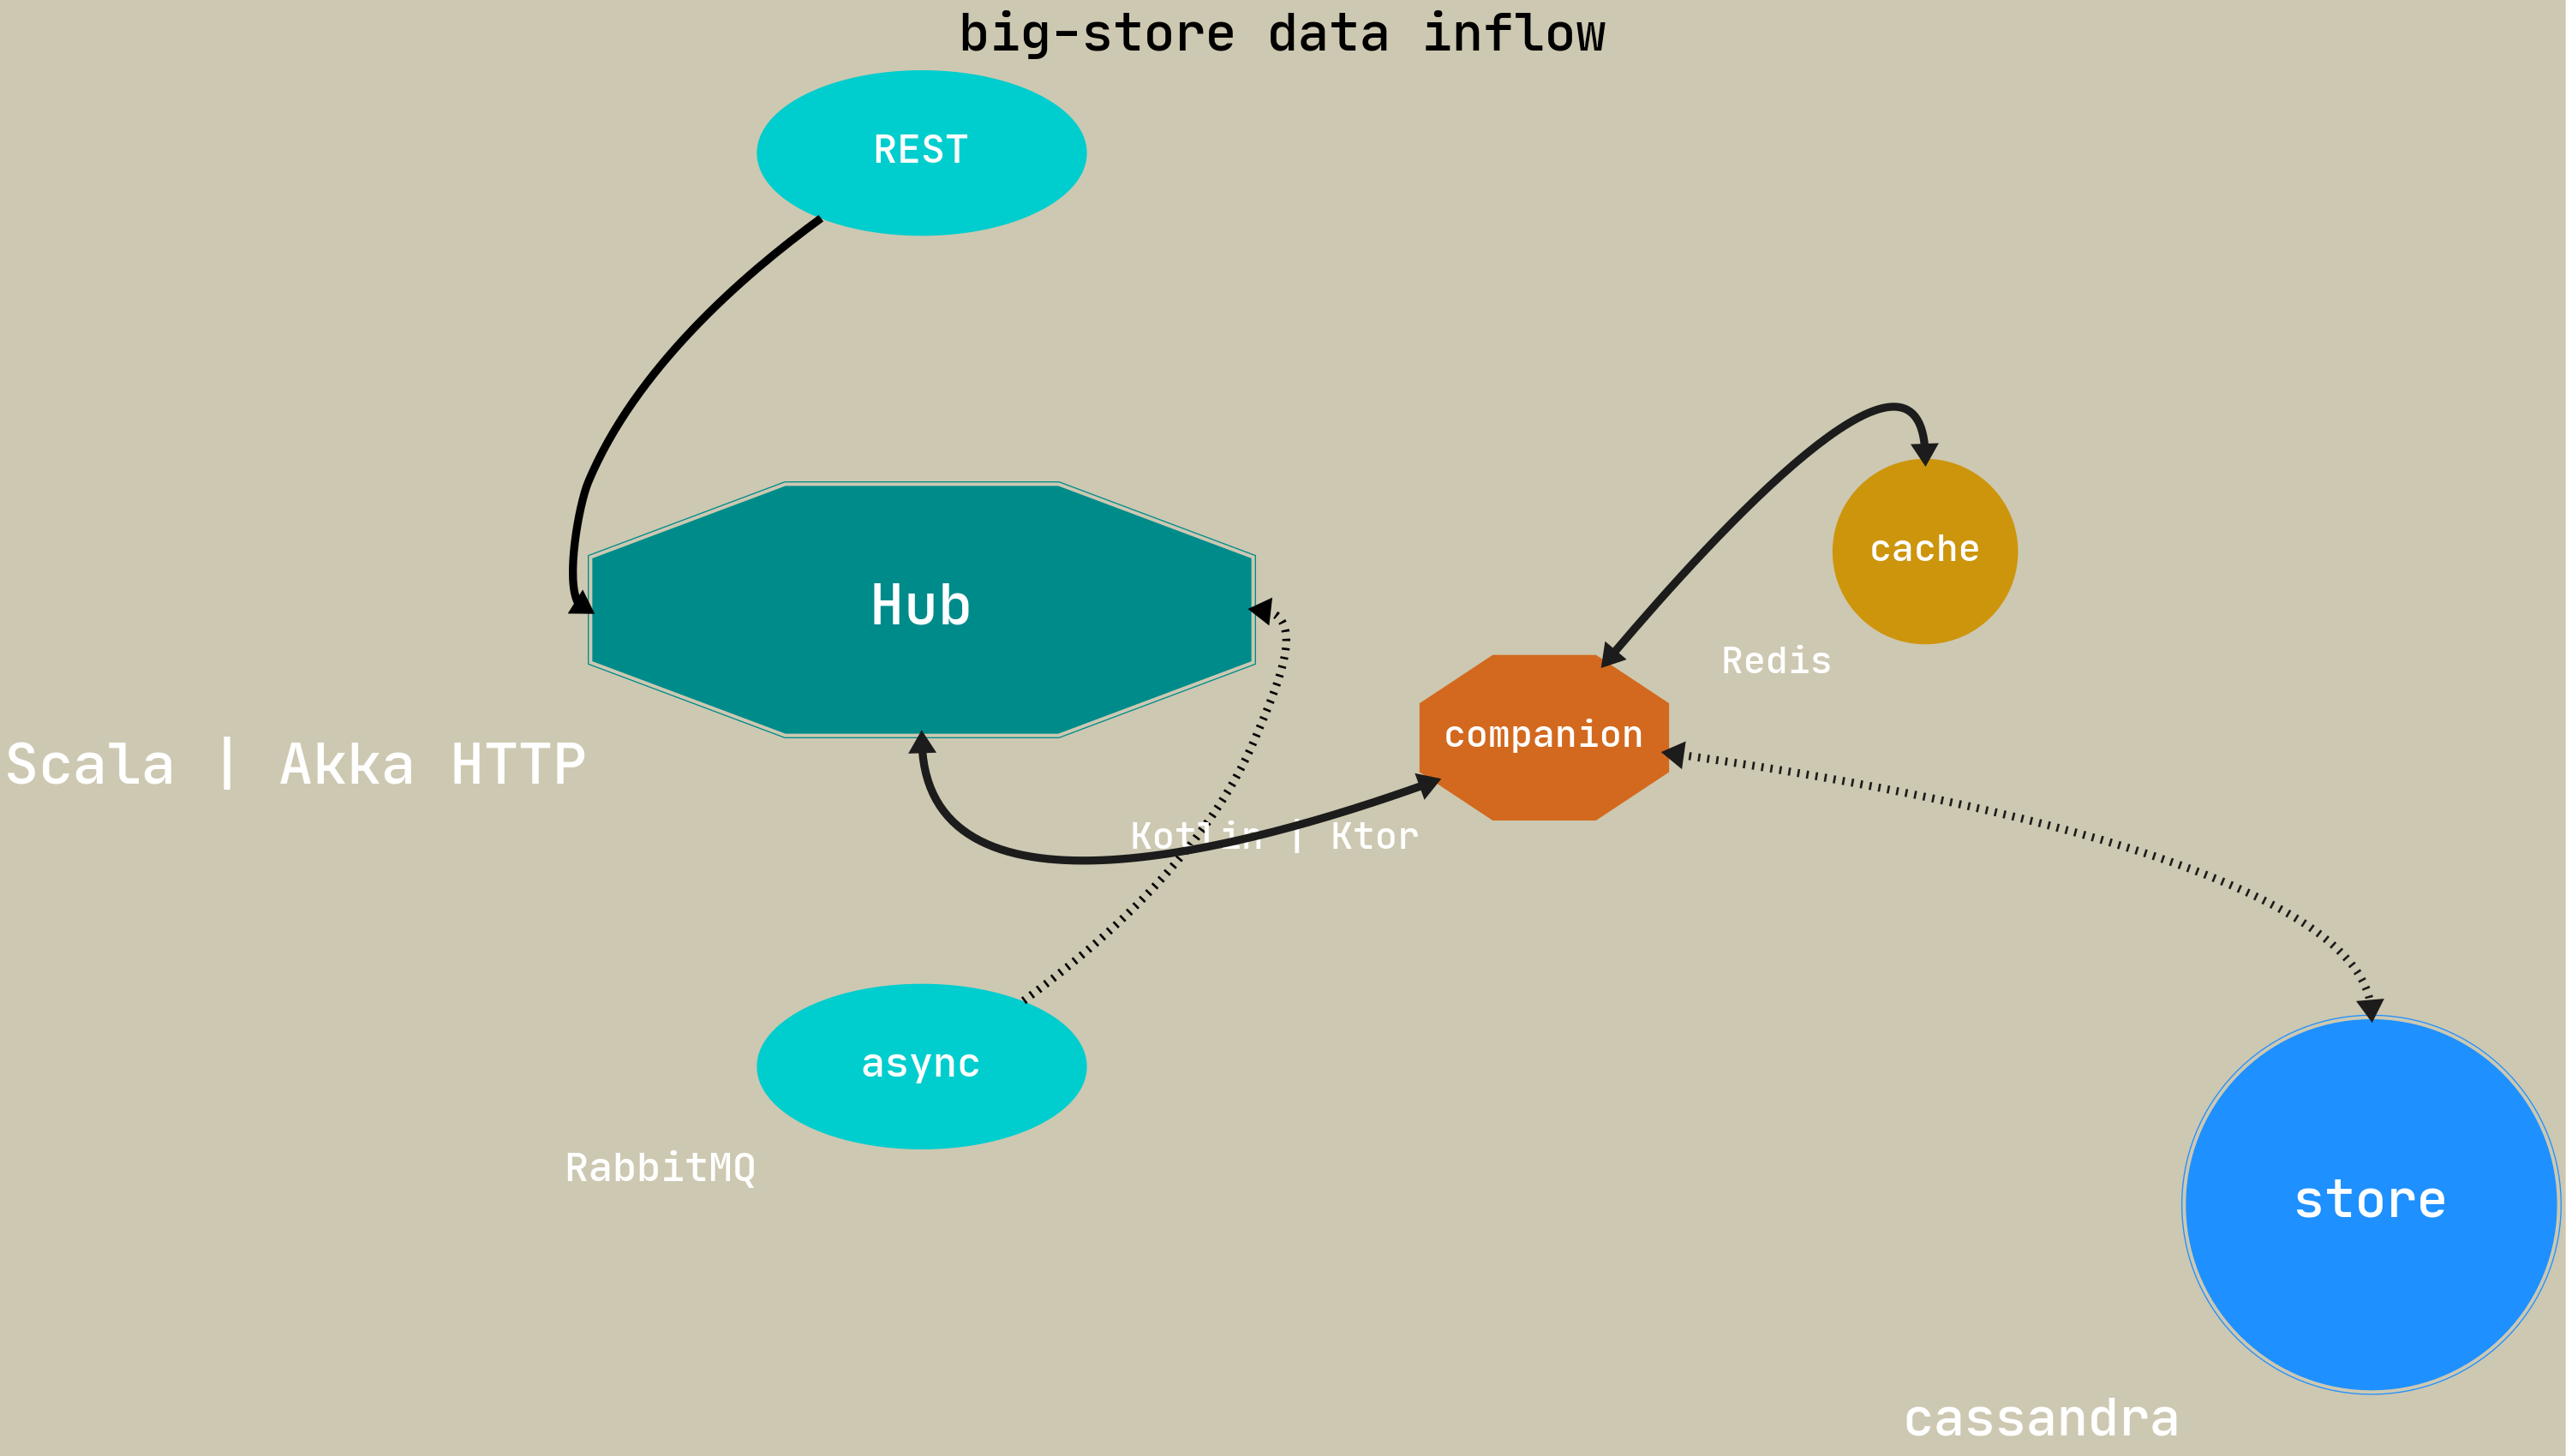 big-store data inflow
REST
cache
Hub
Redis
companion
Scala | Akka HTTP
Kotlin | Ktor
async
RabbitMQ
store
cassandra